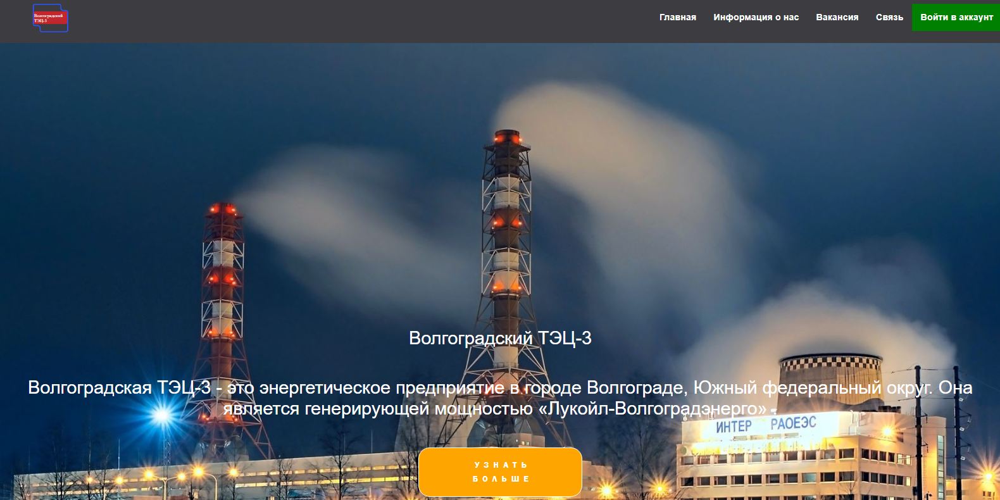 Волгоградский
ТЭЦ-3
Главная Информация о нас Вакансия Связь Войти в аккаунт
Волгоградский ТЭЦ-3
Волгоградская ТЭЦ-3 - это энергетическое предприятие в городе Волгограде, Южный федеральный округ. Она
является генерирующей мощностью «Лукойл-Волгоградэнерго» .
ИНТЕР РАОЕЭС
УЗНАТЬ
БОЛЬШЕ